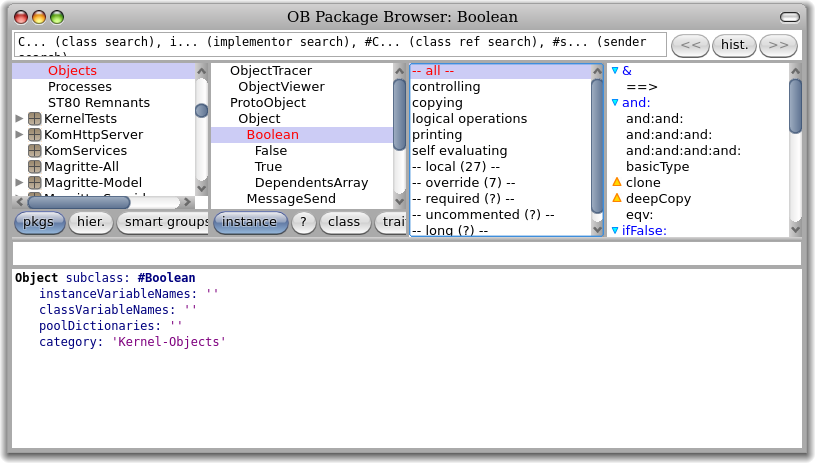 OB Package Browser: Boolean
C... (class search), i... (implementor search), #C... (class ref search), #s... (sender
<<
hist.
>>
Objects
Processes
ST80 Remnants
KernelTests
KomHttpServer
KomServices
Magritte-All
Magritte-Model
pkgs
hier.
smart groups
ObjectTracer
ObjectViewer
ProtoObject
Object
Boolean
False
True
DependentsArray
MessageSend
instance
?
class
trai
-- all --
controlling
copying
logical operations
printing
self evaluating
-- local (27) --
-- override (7) --
-- required (?) --
-- uncommented (?) --
-- long (?) --
&
==>
and:
and:and:
and:and:and:
and:and:and:and:
basicType
clone
deepCopy
eqv:
ifFalse:
Object subclass: #Boolean
instanceVariableNames: ''
classVariableNames: ''
poolDictionaries: ''
category: 'Kernel-Objects'